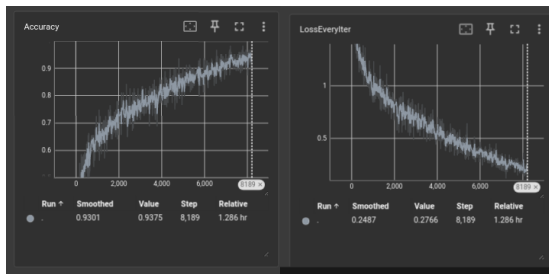 Accuracy
0.9
0.8
0.7
0.6
0 2,000 4,000 6,000 8189 ×
Run ↑ Smoothed Value Step Relative
. 0.9301 0.9375 8,189 1.286 hr
LossEveryIter
1
0.5
0 2,000 4,000 6,000 8189 ×
Run ↑ Smoothed Value Step Relative
. 0.2487 0.2766 8,189 1.286 hr